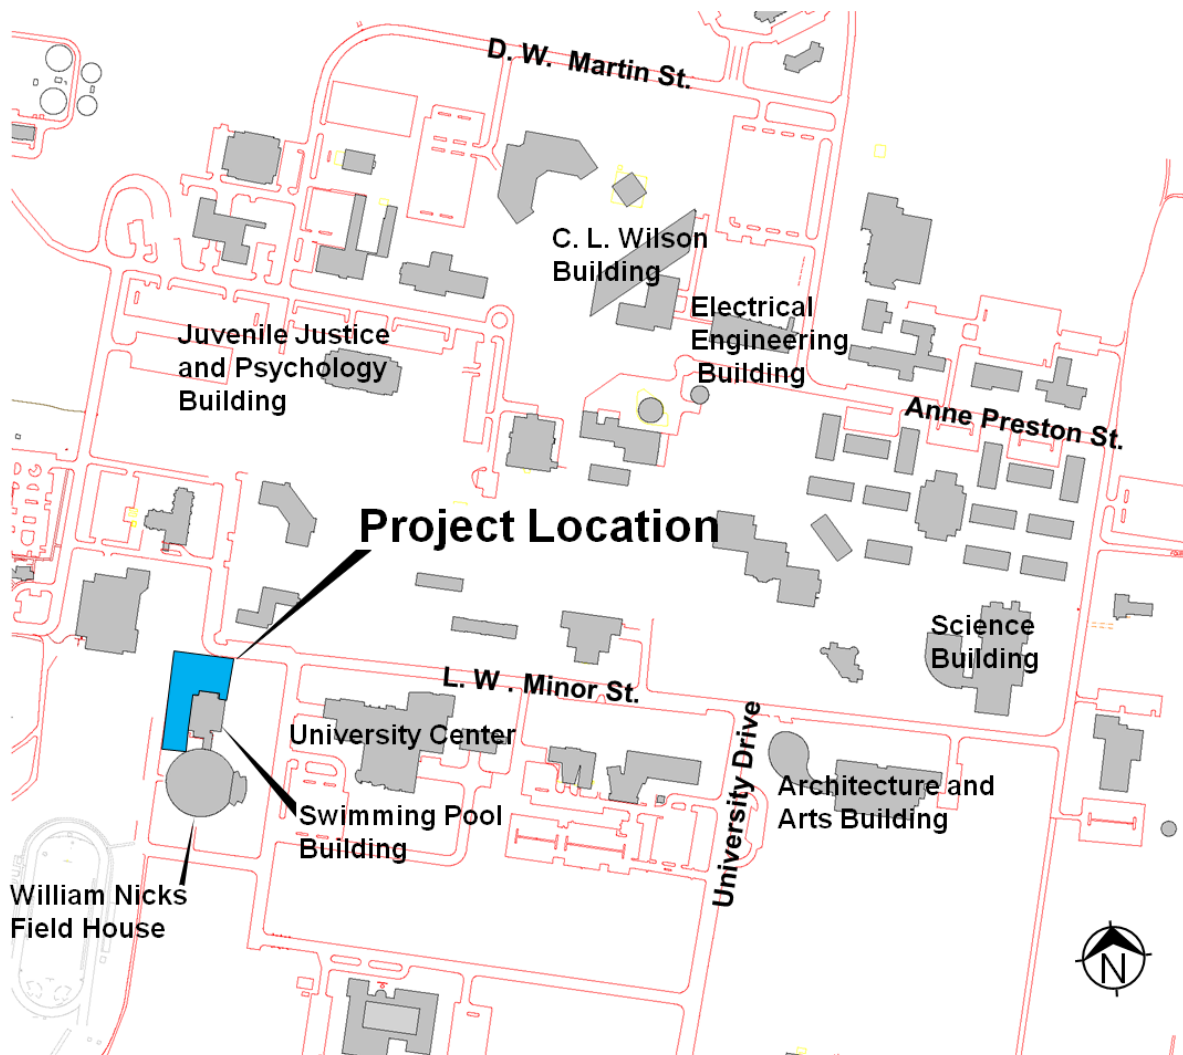 D. W. Martin St.
C. L. Wilson
Building
Electrical
Engineering
Building
Juvenile Justice
and Psychology
Building
Anne Preston St.
Project Location
Science
Building
L. W . Minor St.
University Center
University Drive
Architecture and
Arts Building
Swimming Pool
Building
William Nicks
Field House
N